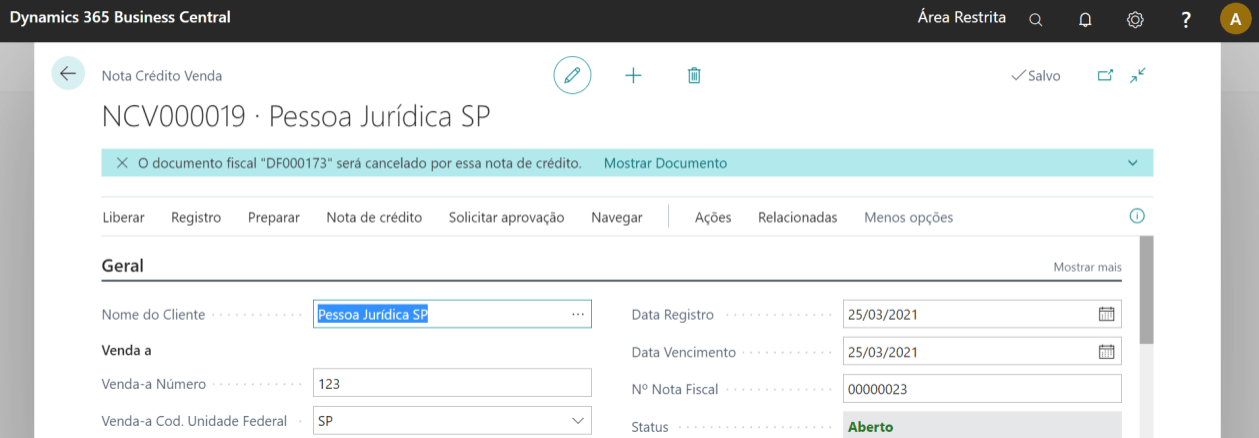 Dynamics 365 Business Central
Área Restrita
?
A
Nota Crédito Venda
Salvo
NCV000019 · Pessoa Jurídica SP
O documento fiscal "DF000173" será cancelado por essa nota de crédito. Mostrar Documento
Liberar Registro Preparar Nota de crédito Solicitar aprovação Navegar Ações Relacionadas Menos opções
Geral
Mostrar mais
Nome do Cliente Pessoa Jurídica SP
Data Registro 25/03/2021
Venda a
Data Vencimento 25/03/2021
Venda-a Número 123
Nº Nota Fiscal 00000023
Venda-a Cod. Unidade Federal SP
Status Aberto